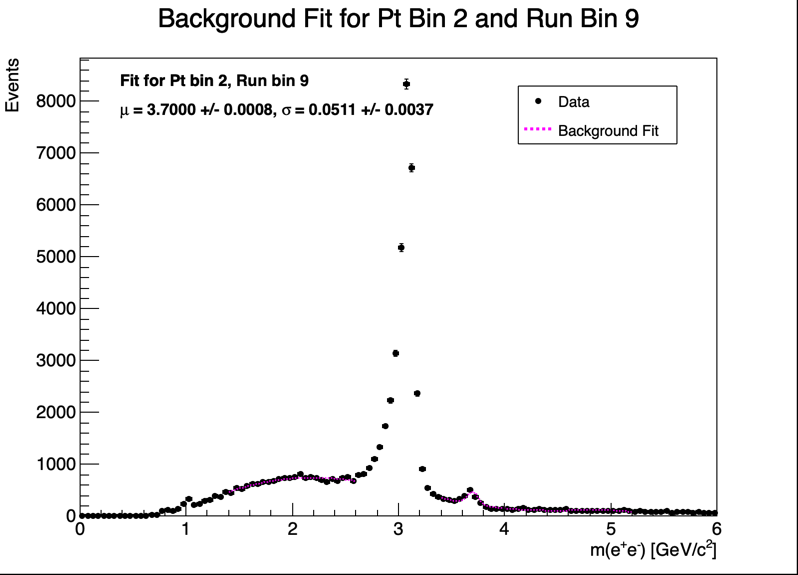 Background Fit for Pt Bin 2 and Run Bin 9
Events
Fit for Pt bin 2, Run bin 9
μ = 3.7000 +/- 0.0008, σ = 0.0511 +/- 0.0037
Data
Background Fit
8000
7000
6000
5000
4000
3000
2000
1000
0
0 1 2 3 4 5 6
m(e⁺e⁻) [GeV/c²]